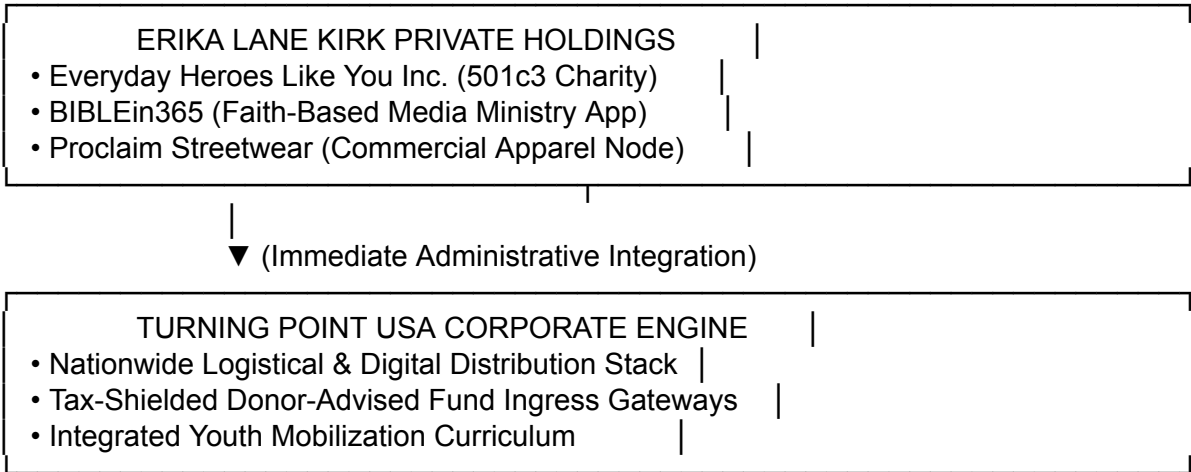 ERIKA LANE KIRK PRIVATE HOLDINGS
• Everyday Heroes Like You Inc. (501c3 Charity)
• BIBLEin365 (Faith-Based Media Ministry App)
• Proclaim Streetwear (Commercial Apparel Node)
▼ (Immediate Administrative Integration)
TURNING POINT USA CORPORATE ENGINE
• Nationwide Logistical & Digital Distribution Stack
• Tax-Shielded Donor-Advised Fund Ingress Gateways
• Integrated Youth Mobilization Curriculum